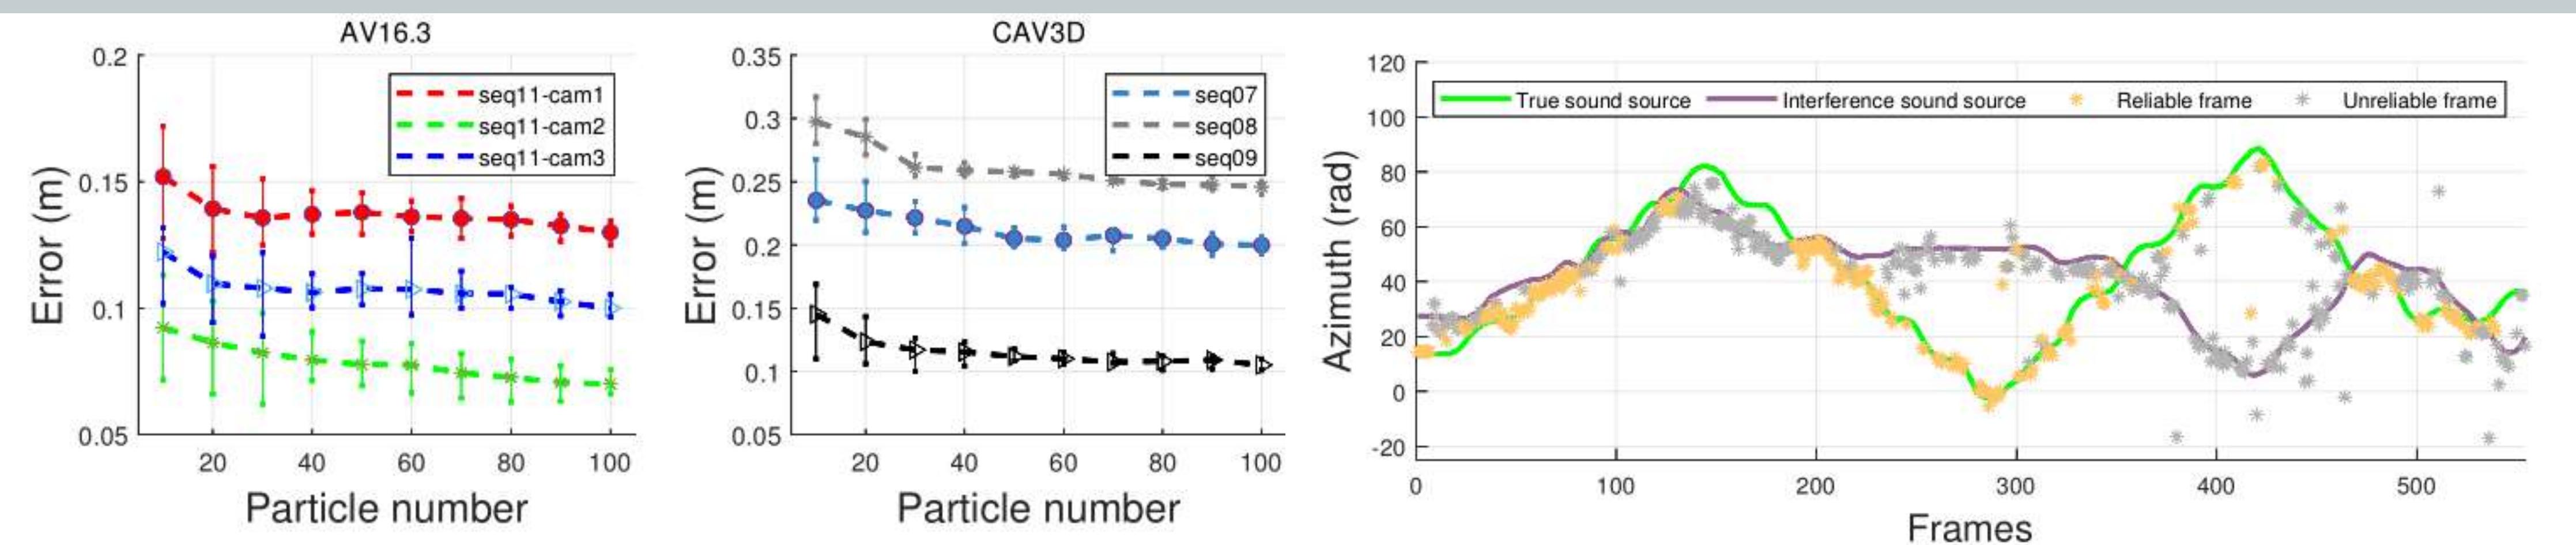 AV16.3
0.2
0.15
0.1
0.05
Error (m)
seq11-cam1
seq11-cam2
seq11-cam3
20 40 60 80 100
Particle number
CAV3D
0.35
0.3
0.25
0.2
0.15
0.1
0.05
Error (m)
seq07
seq08
seq09
20 40 60 80 100
Particle number
120
100
80
60
40
20
0
-20
Azimuth (rad)
True sound source Interference sound source Reliable frame Unreliable frame
0 100 200 300 400 500
Frames